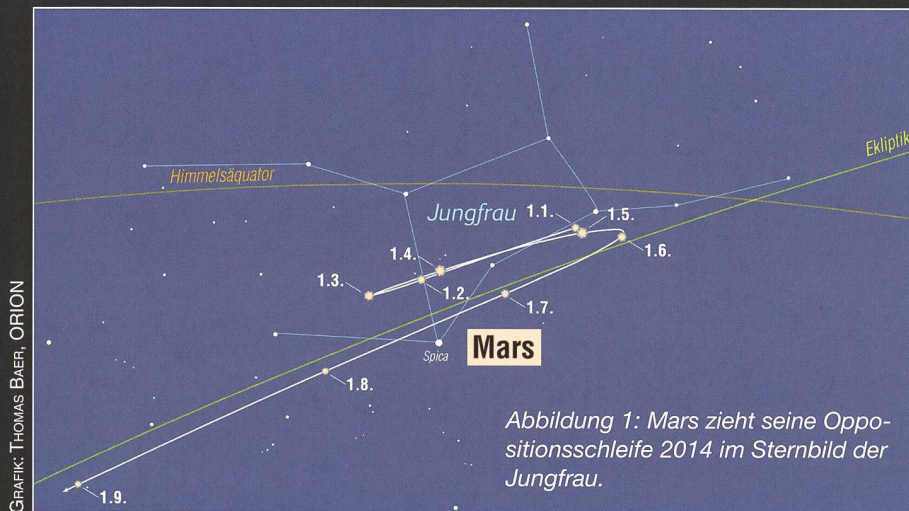 Ekliptik
Himmelsäquator
Jungfrau
1.1.
1.5.
1.6.
1.4.
1.3.
1.2.
1.7.
Mars
Spica
1.8.
1.9.
Abbildung 1: Mars zieht seine Oppo-
sitionsschleife 2014 im Sternbild der
Jungfrau.
GRAFIK: THOMAS BAER, ORION